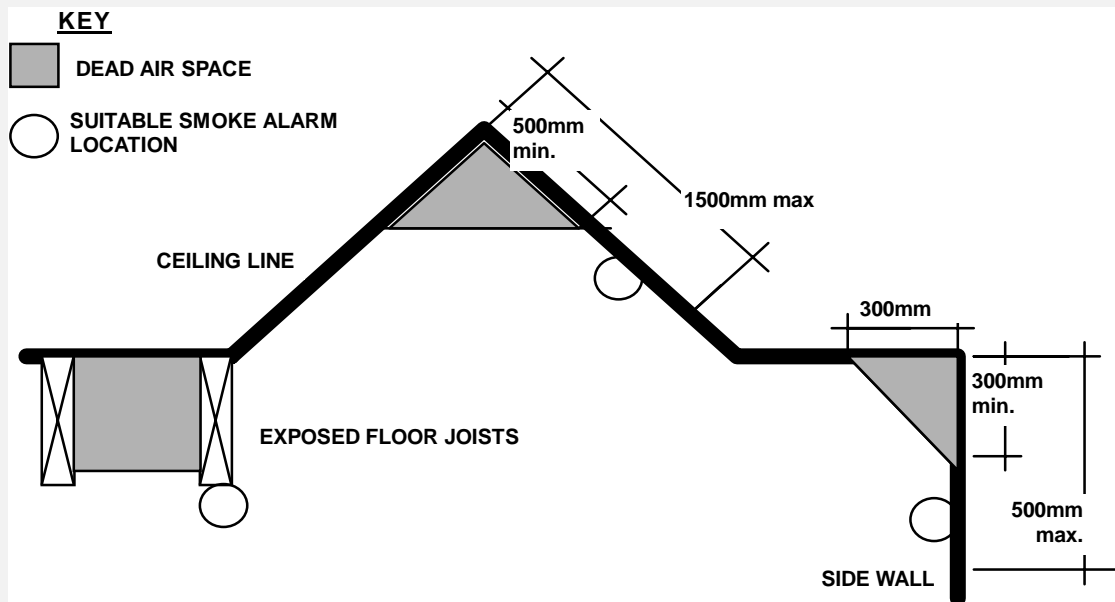 KEY
DEAD AIR SPACE
SUITABLE SMOKE ALARM
LOCATION
500mm
min.
1500mm max
CEILING LINE
300mm
300mm
min.
EXPOSED FLOOR JOISTS
500mm
max.
SIDE WALL